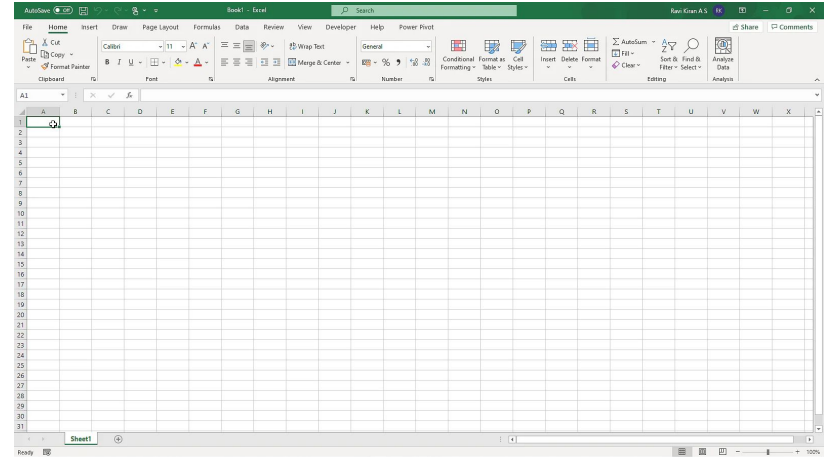 AutoSave Off Book1 - Excel Search Ravi Kiran A S RK
File Home Insert Draw Page Layout Formulas Data Review View Developer Help Power Pivot Share Comments
Paste Cut Copy Format Painter
Calibri 11 A^ Aˇ B I U A
Wrap Text Merge & Center
General % 9
Conditional Formatting Format as Table Cell Styles
Insert Delete Format
AutoSum Fill Clear Sort & Filter Find & Select
Analyze Data
Clipboard Font Alignment Number Styles Cells Editing Analysis
A1 fx
A B C D E F G H I J K L M N O P Q R S T U V W X
1
2
3
4
5
6
7
8
9
10
11
12
13
14
15
16
17
18
19
20
21
22
23
24
25
26
27
28
29
30
31
Sheet1
Ready 100%